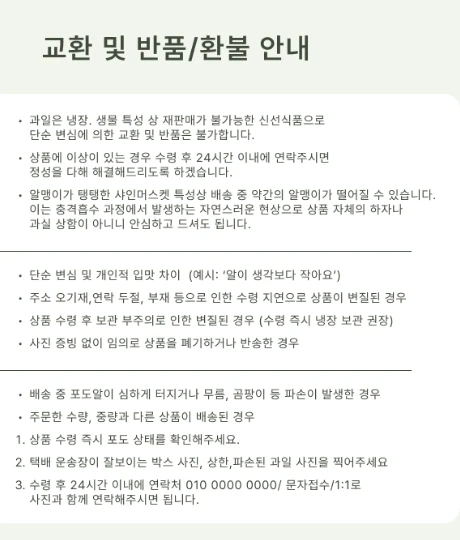 교환 및 반품/환불 안내
• 과일은 냉장. 생물 특성 상 재판매가 불가능한 신선식품으로
단순 변심에 의한 교환 및 반품은 불가합니다.
• 상품에 이상이 있는 경우 수령 후 24시간 이내에 연락주시면
정성을 다해 해결해드리도록 하겠습니다.
• 알맹이가 탱탱한 샤인머스켓 특성상 배송 중 약간의 알맹이가 떨어질 수 있습니다.
이는 충격흡수 과정에서 발생하는 자연스러운 현상으로 상품 자체의 하자나
과실 상함이 아니니 안심하고 드셔도 됩니다.
• 단순 변심 및 개인적 입맛 차이 (예시: '알이 생각보다 작아요')
• 주소 오기재,연락 두절, 부재 등으로 인한 수령 지연으로 상품이 변질된 경우
• 상품 수령 후 보관 부주의로 인한 변질된 경우 (수령 즉시 냉장 보관 권장)
• 사진 증빙 없이 임의로 상품을 폐기하거나 반송한 경우
• 배송 중 포도알이 심하게 터지거나 무름, 곰팡이 등 파손이 발생한 경우
• 주문한 수량, 중량과 다른 상품이 배송된 경우
1. 상품 수령 즉시 포도 상태를 확인해주세요.
2. 택배 운송장이 잘보이는 박스 사진, 상한,파손된 과일 사진을 찍어주세요
3. 수령 후 24시간 이내에 연락처 010 0000 0000/ 문자접수/1:1로
사진과 함께 연락해주시면 됩니다.